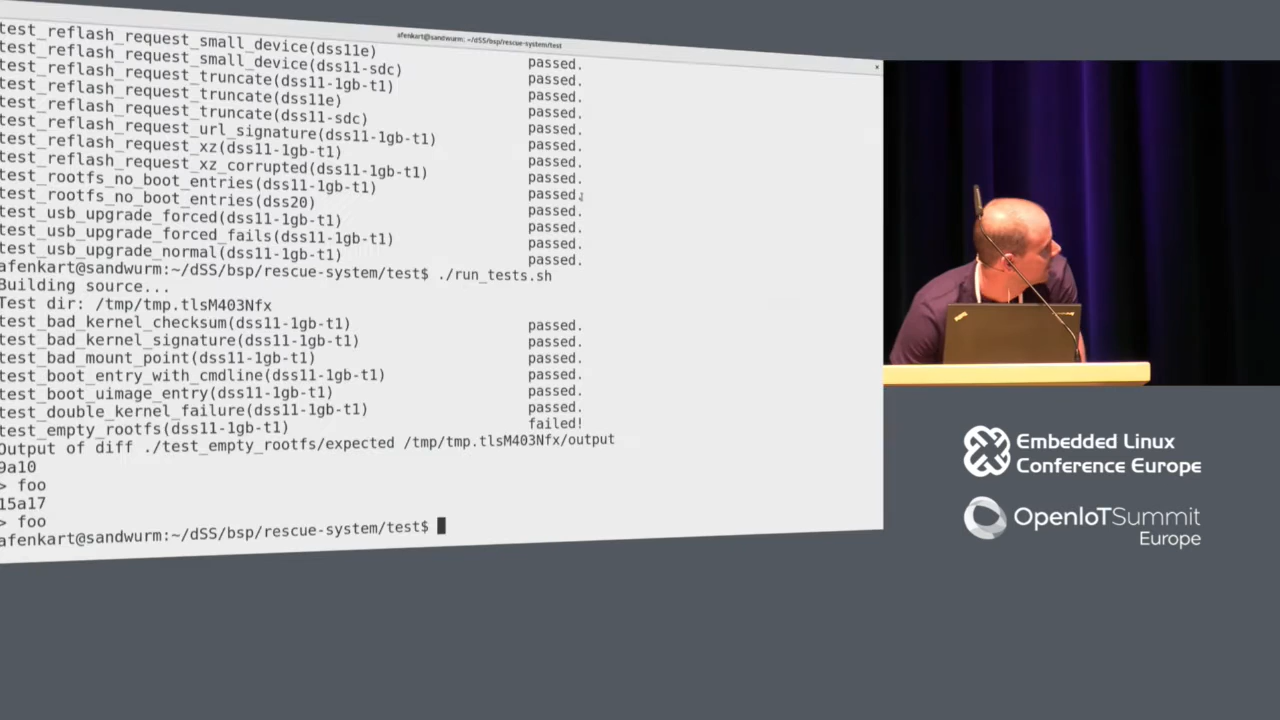 afenkart@sandwurm: ~/dSS/bsp/rescue-system/test
test_reflash_request_small_device(dss11e) passed.
test_reflash_request_small_device(dss11-sdc) passed.
test_reflash_request_truncate(dss11-1gb-t1) passed.
test_reflash_request_truncate(dss11e) passed.
test_reflash_request_truncate(dss11-sdc) passed.
test_reflash_request_url_signature(dss11-1gb-t1) passed.
test_reflash_request_xz(dss11-1gb-t1) passed.
test_reflash_request_xz_corrupted(dss11-1gb-t1) passed.
test_rootfs_no_boot_entries(dss11-1gb-t1) passed.
test_rootfs_no_boot_entries(dss20) passed.
test_usb_upgrade_forced(dss11-1gb-t1) passed.
test_usb_upgrade_forced_fails(dss11-1gb-t1) passed.
test_usb_upgrade_normal(dss11-1gb-t1) passed.
afenkart@sandwurm:~/dSS/bsp/rescue-system/test$ ./run_tests.sh
Building source...
Test dir: /tmp/tmp.tlsM403Nfx
test_bad_kernel_checksum(dss11-1gb-t1) passed.
test_bad_kernel_signature(dss11-1gb-t1) passed.
test_bad_mount_point(dss11-1gb-t1) passed.
test_boot_entry_with_cmdline(dss11-1gb-t1) passed.
test_boot_uimage_entry(dss11-1gb-t1) passed.
test_double_kernel_failure(dss11-1gb-t1) passed.
test_empty_rootfs(dss11-1gb-t1) failed!
Output of diff ./test_empty_rootfs/expected /tmp/tmp.tlsM403Nfx/output
9a10
> foo
15a17
> foo
afenkart@sandwurm:~/dSS/bsp/rescue-system/test$
Embedded Linux
Conference Europe
OpenIoTSummit
Europe